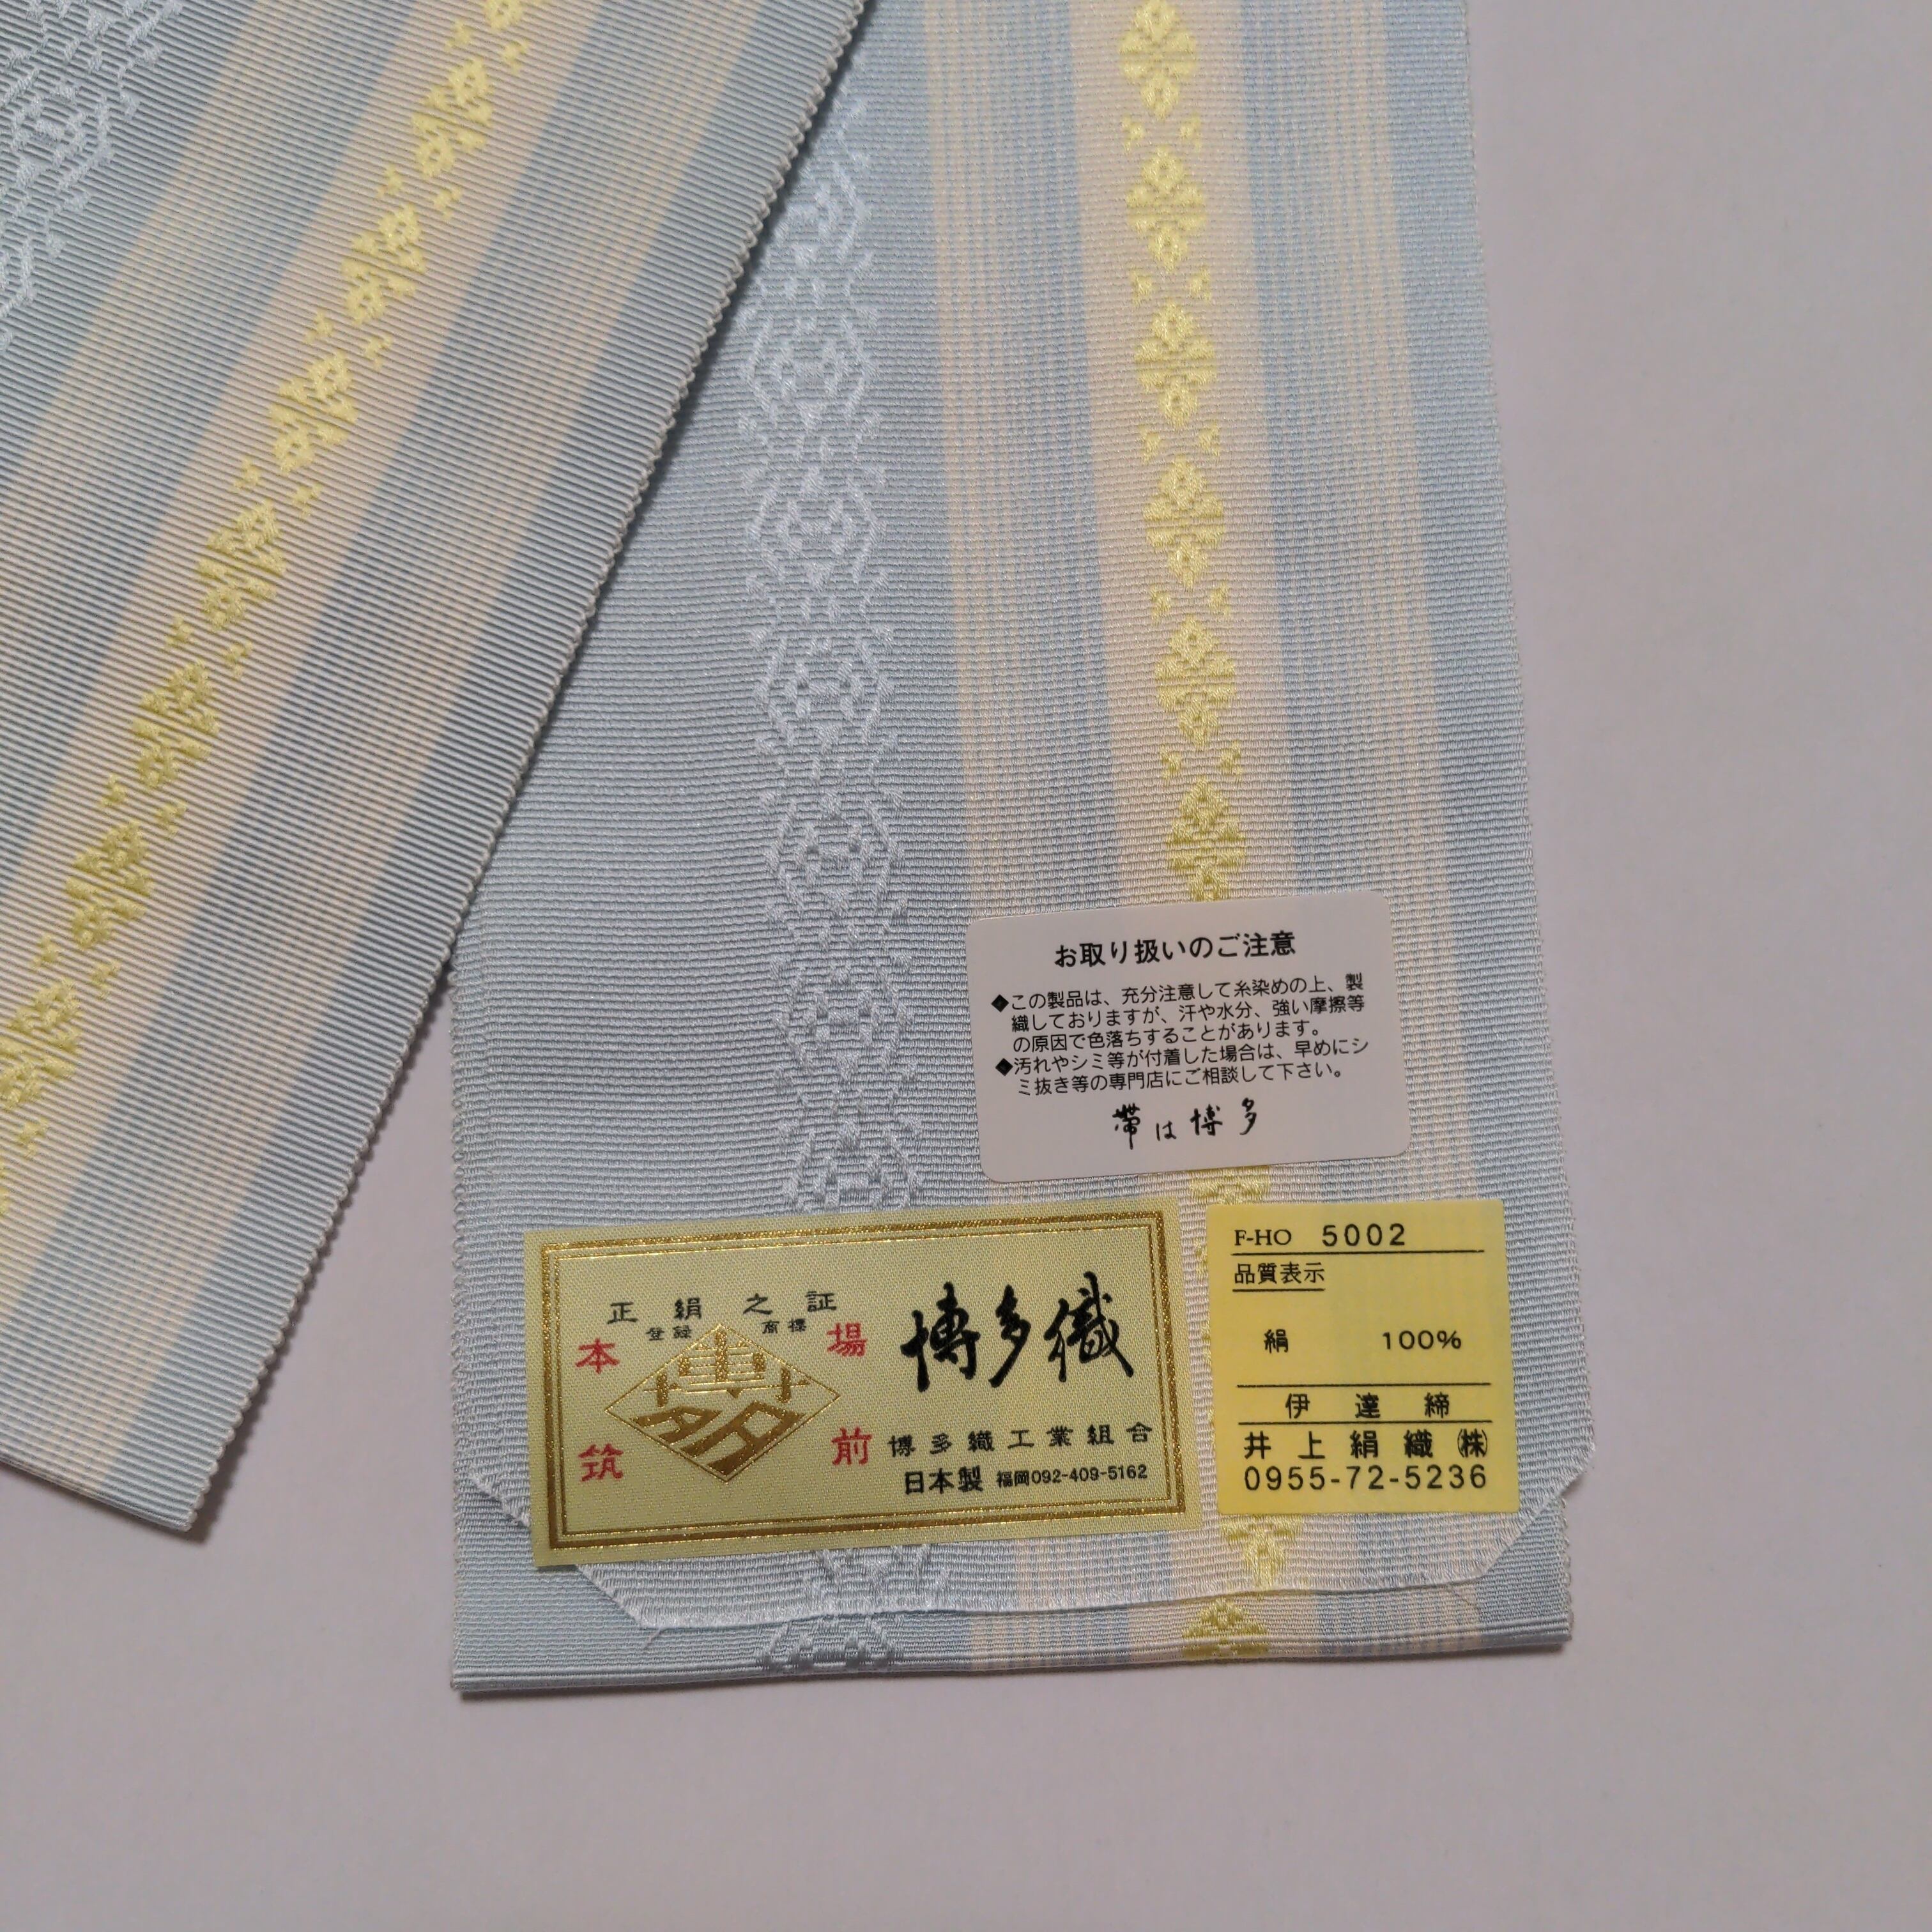 お取り扱いのご注意
◆この製品は、充分注意して糸染めの上、製
織しておりますが、汗や水分、強い摩擦等
の原因で色落ちすることがあります。
◆汚れやシミ等が付着した場合は、早めにシ
ミ抜き等の専門店にご相談して下さい。
帯は博多
正絹之証
登録商標
本場
筑前
博多
博多織
博多織工業組合
日本製 福岡092-409-5162
F-HO 5002
品質表示
絹 100%
伊達締
井上絹織㈱
0955-72-5236